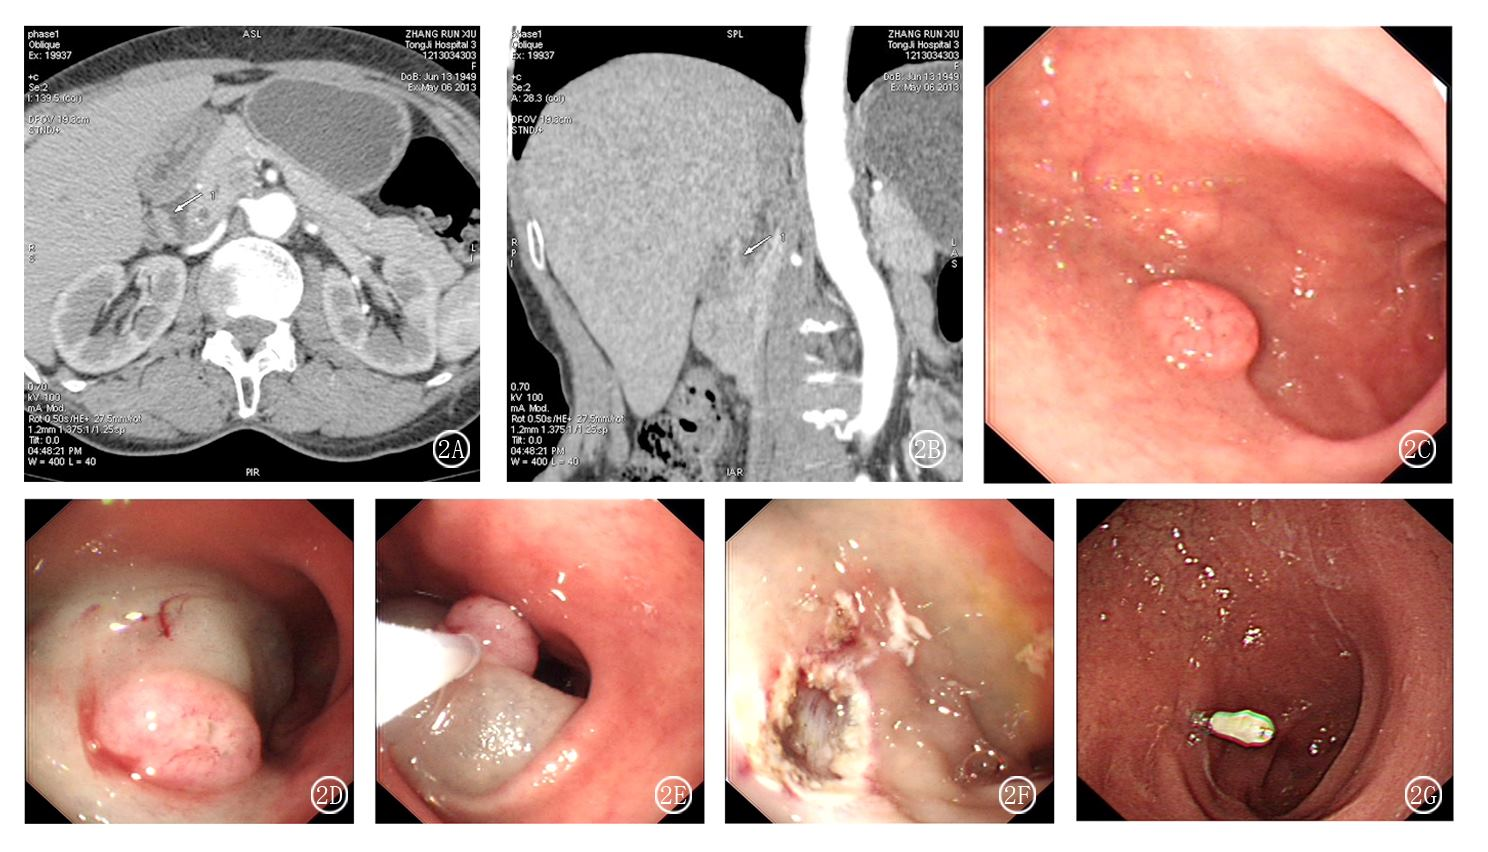 phase1
Oblique
Ex: 19937
+c
Se:2
I: 139.5 (col)
DFOV 19.3cm
STND/+
ASL
ZHANG RUN XIU
TongJi Hospital 3
1213034303
F
DoB: Jun 13 1949
Ex:May 06 2013
R
S
1
L
I
0.70
kV 100
mA Mod.
Rot 0.50s/HE+ 27.5mm/rot
1.2mm 1.375:1/1.25sp
Tilt: 0.0
04:48:21 PM
W = 400 L = 40
PIR
2A
phase1
Oblique
Ex: 19937
+c
Se:2
A: 28.3 (col)
DFOV 19.3cm
STND/+
SPL
ZHANG RUN XIU
TongJi Hospital 3
1213034303
F
DoB: Jun 13 1949
Ex:May 06 2013
R
P
I
1
L
A
S
0.70
kV 100
mA Mod.
Rot 0.50s/HE+ 27.5mm/rot
1.2mm 1.375:1/1.25sp
Tilt: 0.0
04:48:21 PM
W = 400 L = 40
IAR
2B
2C
2D
2E
2F
2G